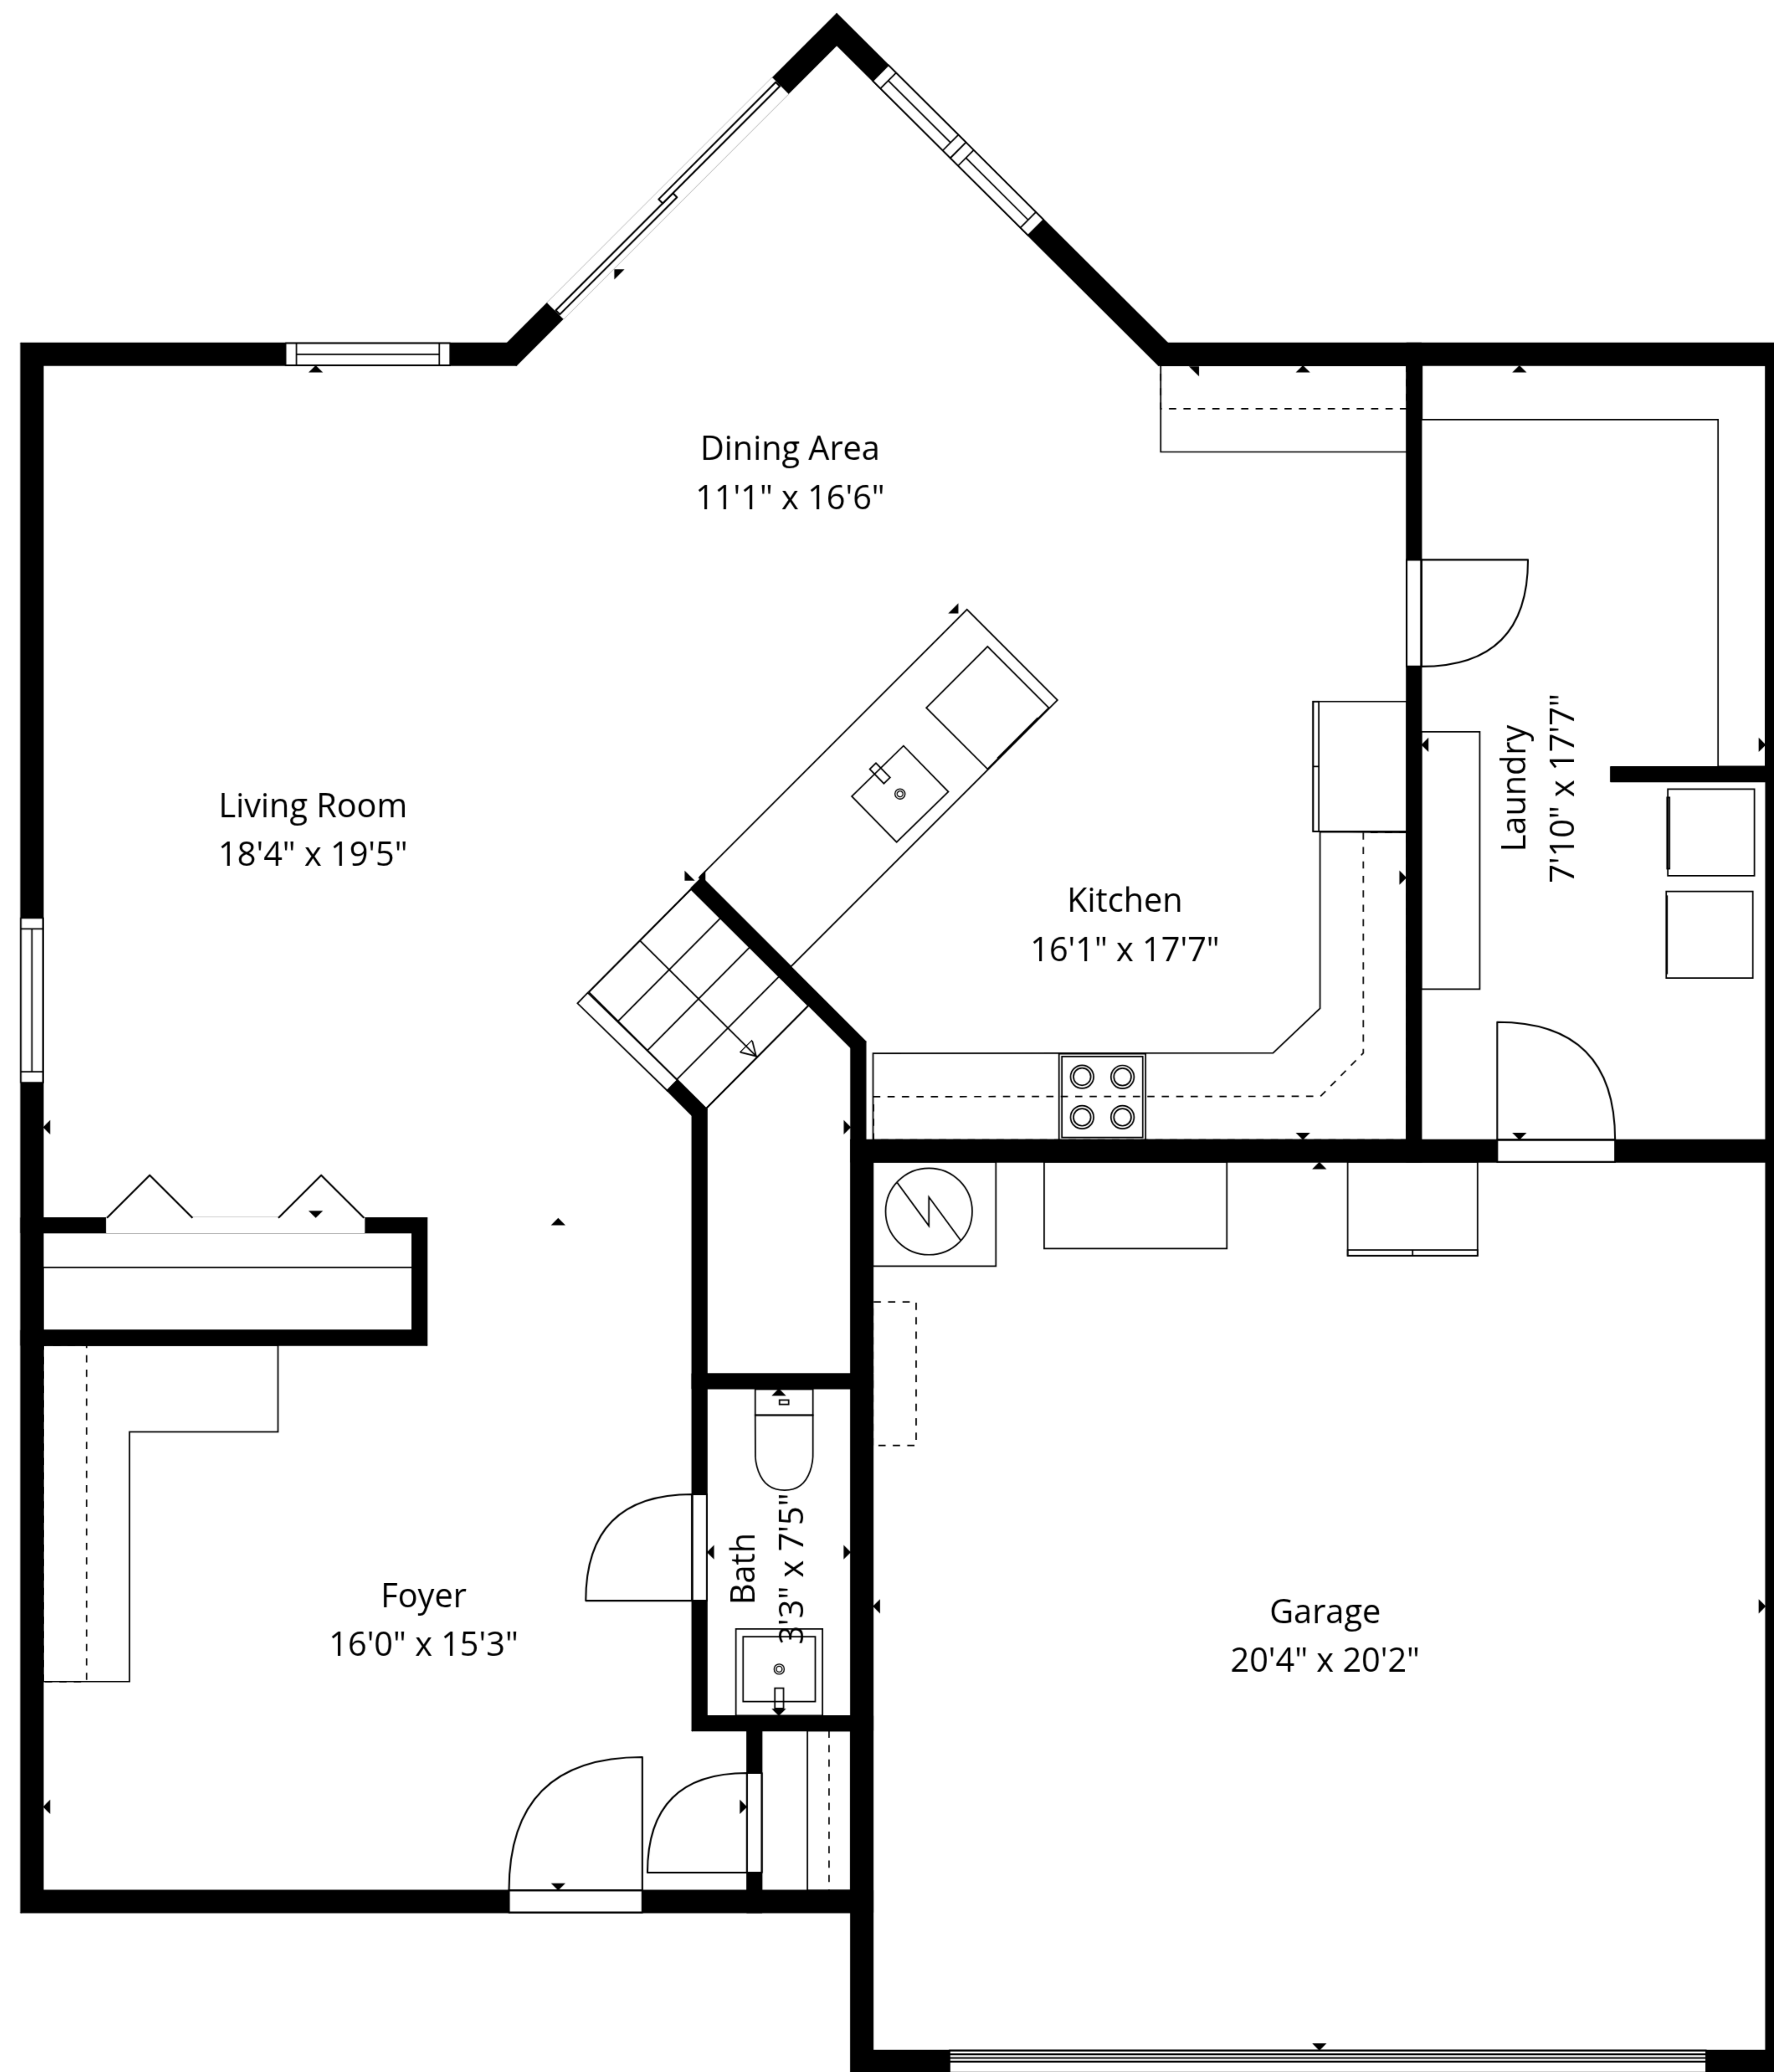 Dining Area
11'1" x 16'6"
Living Room
18'4" x 19'5"
Kitchen
16'1" x 17'7"
Laundry
7'10" x 17'7"
Foyer
16'0" x 15'3"
Bath
3'3" x 7'5"
Garage
20'4" x 20'2"